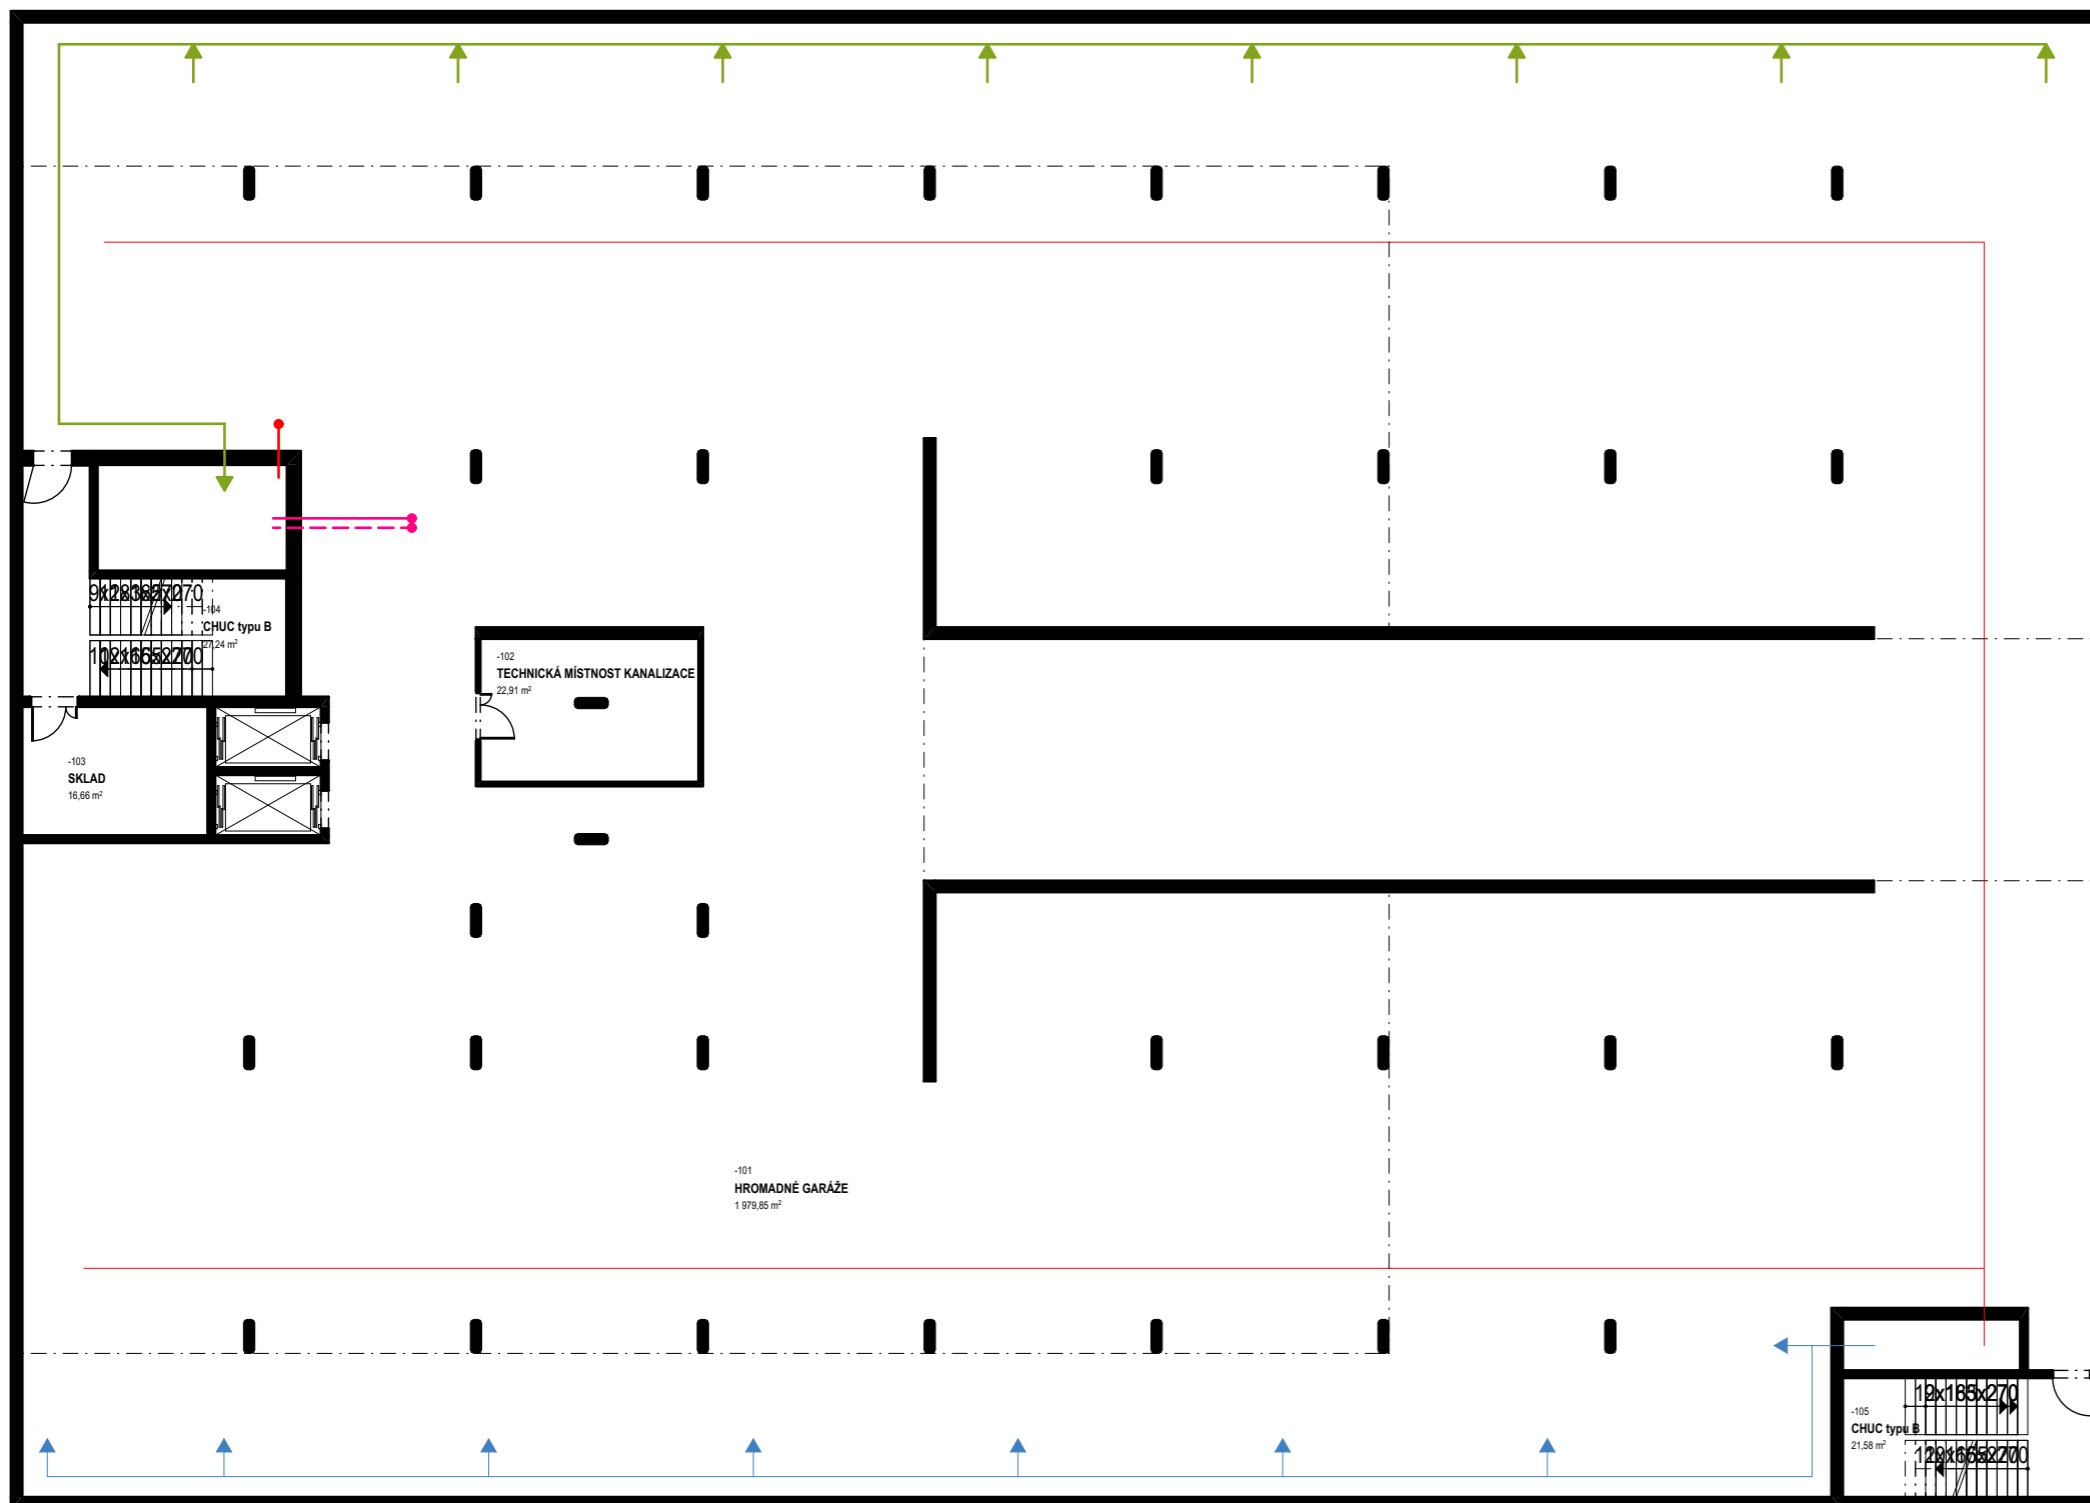 -104
CHUC typu B
27,24 m²
-102
TECHNICKÁ MÍSTNOST KANALIZACE
22,91 m²
-103
SKLAD
16,66 m²
-101
HROMADNÉ GARÁŽE
1 979,85 m²
-105
CHUC typu B
21,58 m²